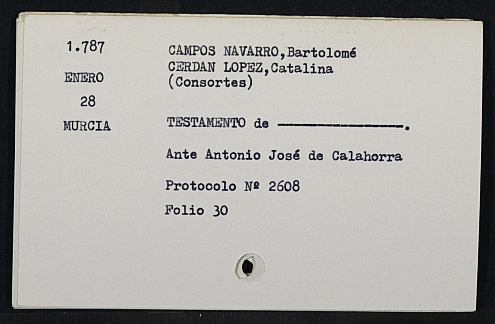 1.787
ENERO
28
MURCIA
CAMPOS NAVARRO,Bartolomé
CERDAN LOPEZ,Catalina
(Consortes)
TESTAMENTO de ————————————.
Ante Antonio José de Calahorra
Protocolo Nº 2608
Folio 30